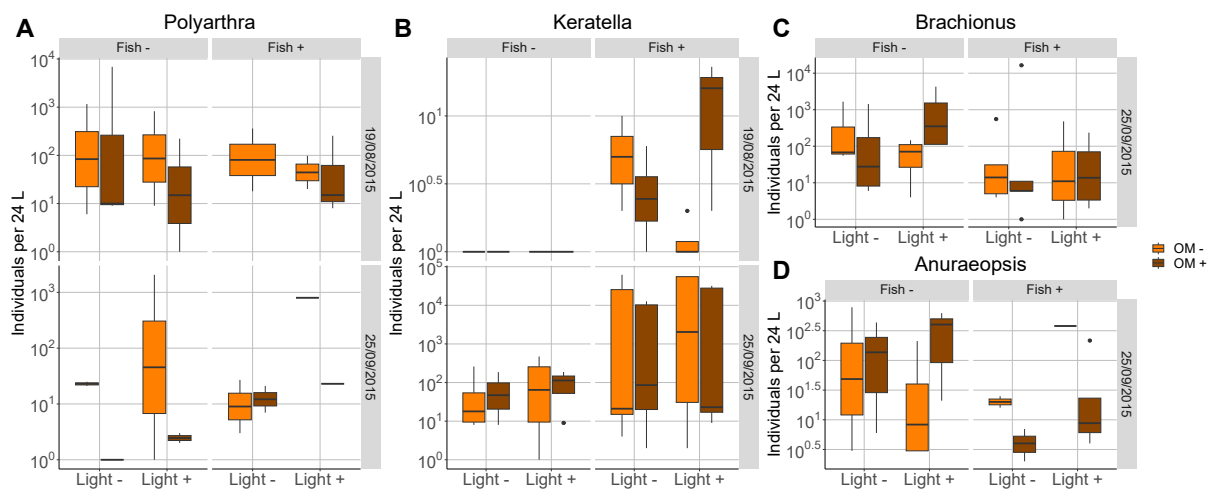 A
Polyarthra
Fish -
Fish +
Individuals per 24 L
10^4
10^3
10^2
10^1
10^0
19/08/2015
Individuals per 24 L
10^3
10^2
10^1
10^0
25/09/2015
Light -
Light +
Light -
Light +
B
Keratella
Fish -
Fish +
Individuals per 24 L
10^1
10^0.5
10^0
19/08/2015
Individuals per 24 L
10^5
10^4
10^3
10^2
10^1
10^0
25/09/2015
Light -
Light +
Light -
Light +
C
Brachionus
Fish -
Fish +
Individuals per 24 L
10^4
10^3
10^2
10^1
10^0
25/09/2015
Light -
Light +
Light -
Light +
OM -
OM +
D
Anuraeopsis
Fish -
Fish +
Individuals per 24 L
10^3
10^2.5
10^2
10^1.5
10^1
10^0.5
25/09/2015
Light -
Light +
Light -
Light +